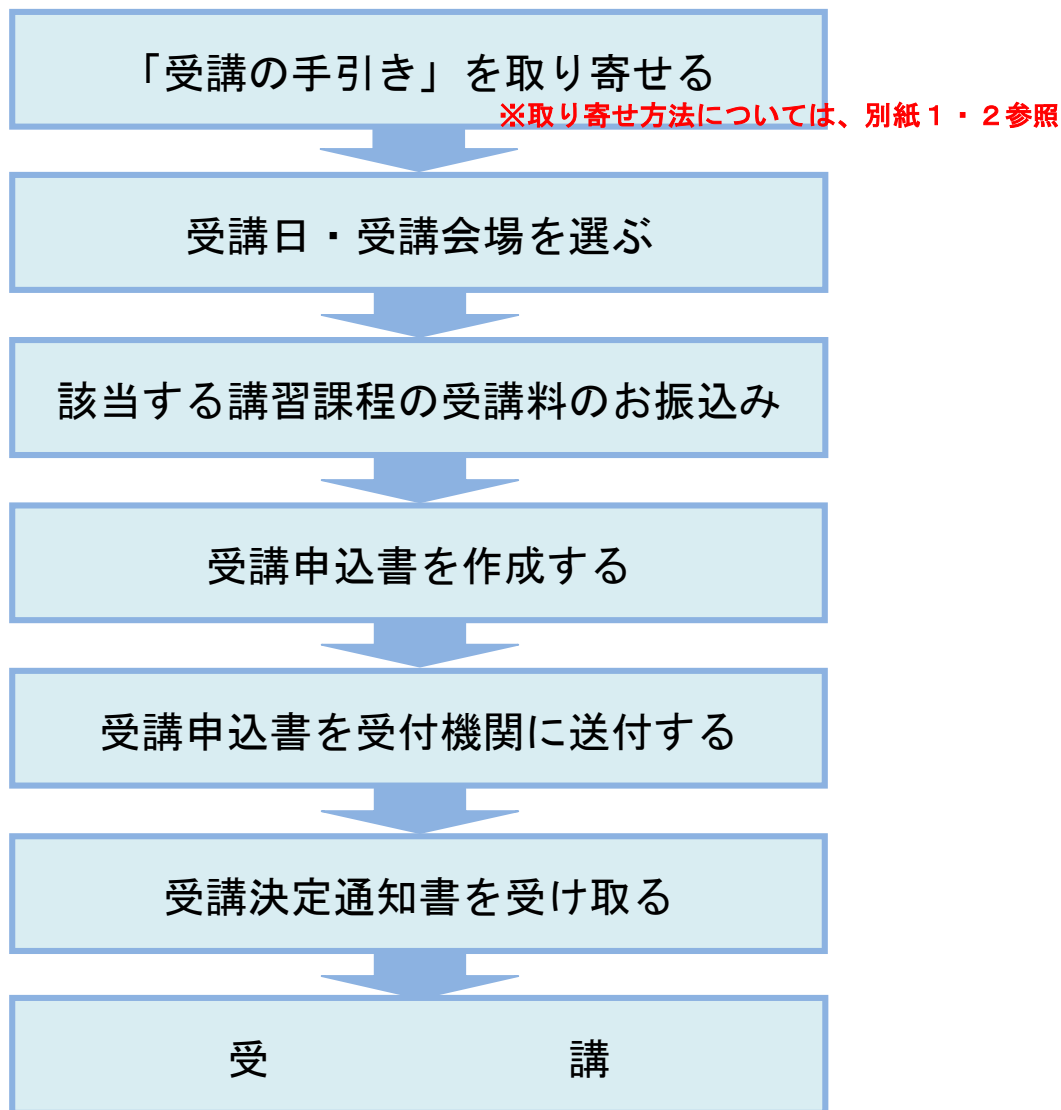 「受講の手引き」を取り寄せる
※取り寄せ方法については、別紙１・２参照
受講日・受講会場を選ぶ
該当する講習課程の受講料のお振込み
受講申込書を作成する
受講申込書を受付機関に送付する
受講決定通知書を受け取る
受　　　　　　　講